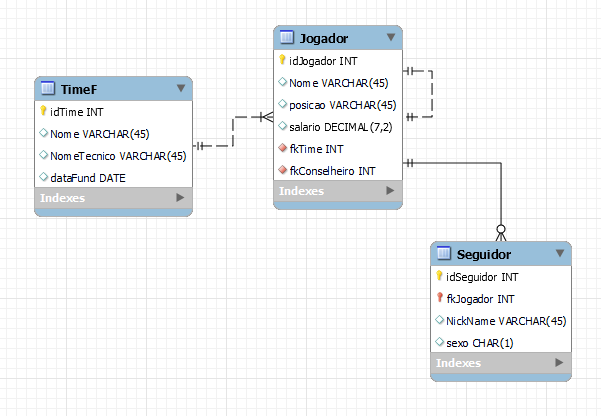 TimeF
idTime INT
Nome VARCHAR(45)
NomeTecnico VARCHAR(45)
dataFund DATE
Indexes
Jogador
idJogador INT
Nome VARCHAR(45)
posicao VARCHAR(45)
salario DECIMAL(7,2)
fkTime INT
fkConselheiro INT
Indexes
Seguidor
idSeguidor INT
fkJogador INT
NickName VARCHAR(45)
sexo CHAR(1)
Indexes